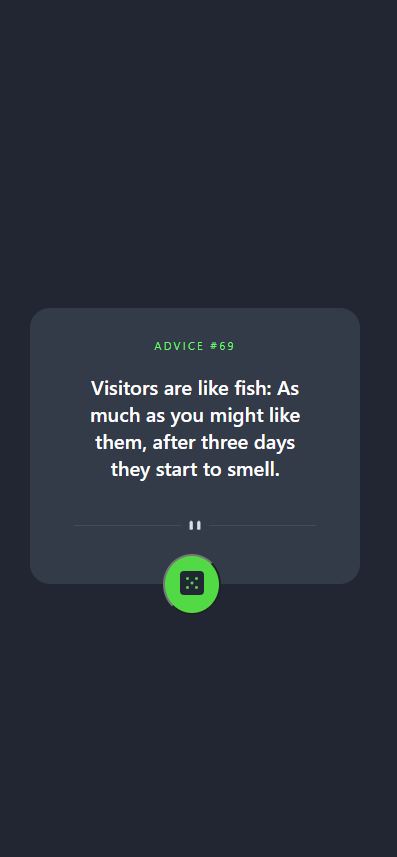 ADVICE #69
Visitors are like fish: As
much as you might like
them, after three days
they start to smell.